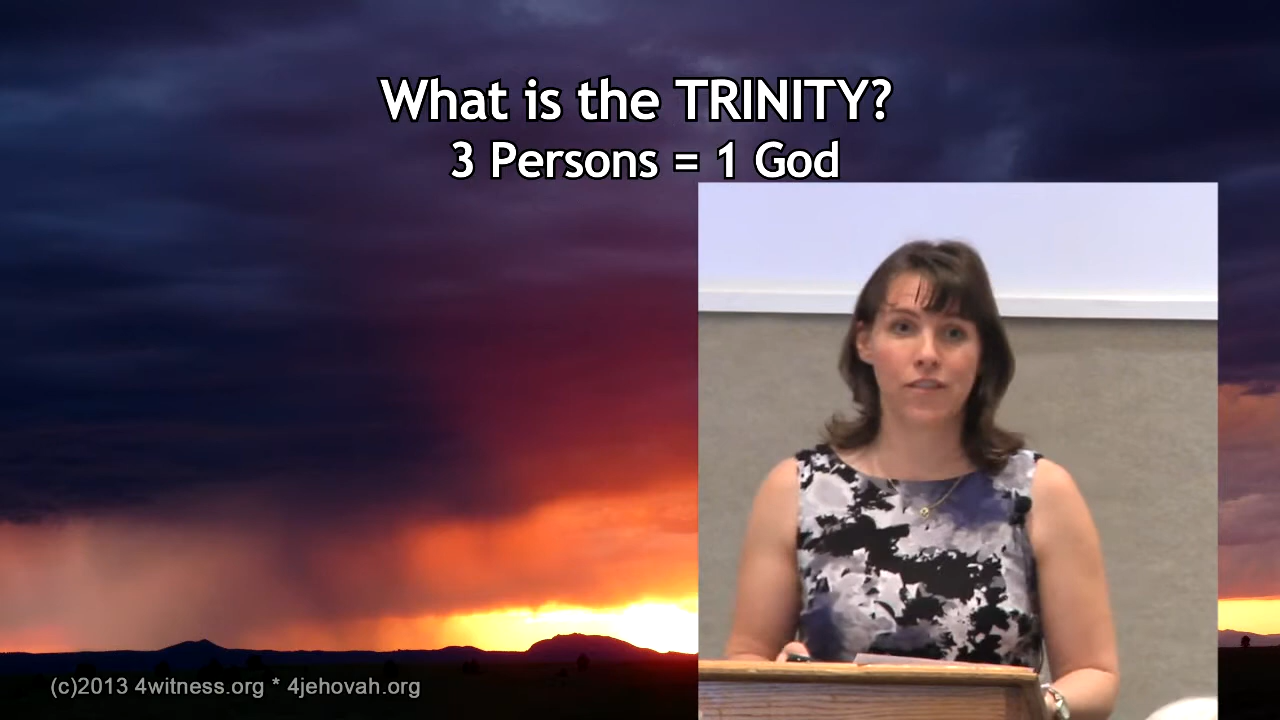 What is the TRINITY?
3 Persons = 1 God
(c)2013 4witness.org * 4jehovah.org